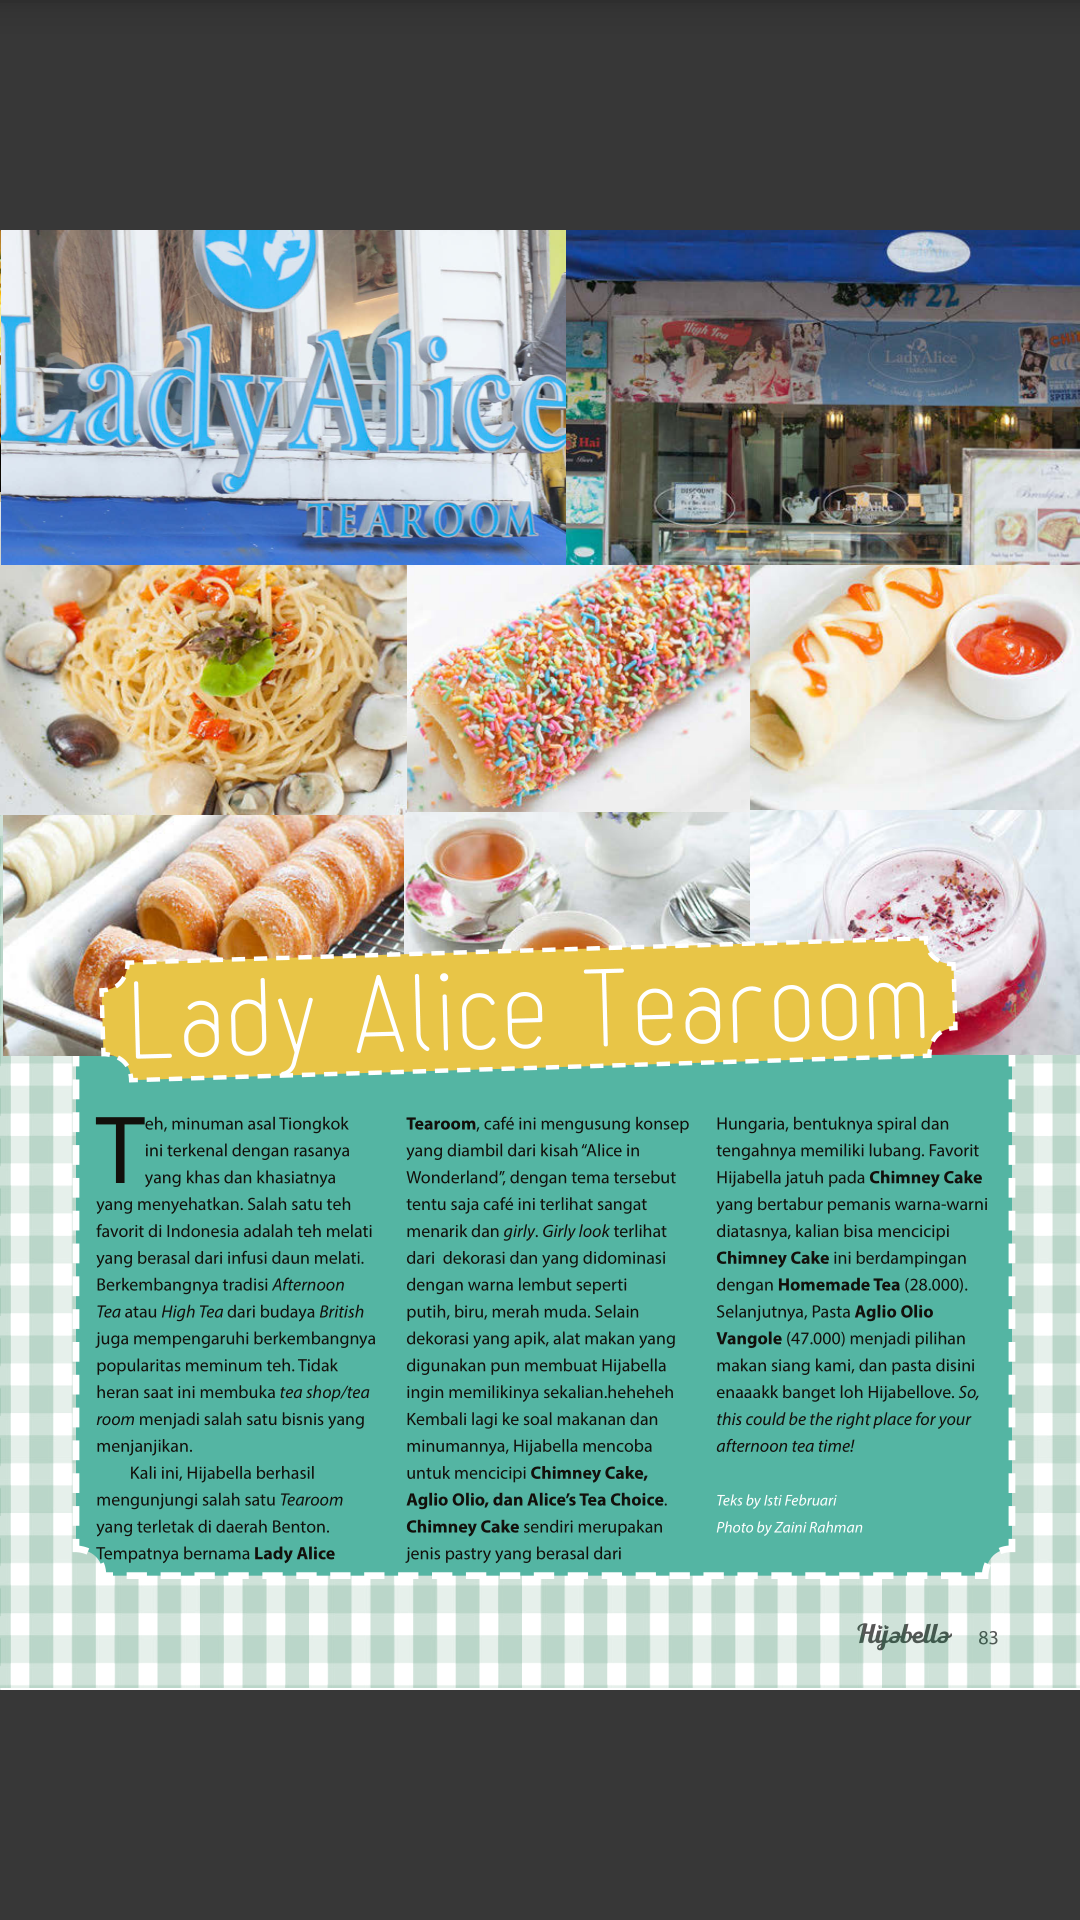 Lady Alice
TEAROOM
# 22
High Tea
LadyAlice
TEAROOM
Hai
DISCOUNT
LadyAlice
Breakfast
Lady Alice Tearoom
Teh, minuman asal Tiongkok
ini terkenal dengan rasanya
yang khas dan khasiatnya
yang menyehatkan. Salah satu teh
favorit di Indonesia adalah teh melati
yang berasal dari infusi daun melati.
Berkembangnya tradisi Afternoon
Tea atau High Tea dari budaya British
juga mempengaruhi berkembangnya
popularitas meminum teh. Tidak
heran saat ini membuka tea shop/tea
room menjadi salah satu bisnis yang
menjanjikan.
Kali ini, Hijabella berhasil
mengunjungi salah satu Tearoom
yang terletak di daerah Benton.
Tempatnya bernama Lady Alice
Tearoom, café ini mengusung konsep
yang diambil dari kisah “Alice in
Wonderland”, dengan tema tersebut
tentu saja café ini terlihat sangat
menarik dan girly. Girly look terlihat
dari dekorasi dan yang didominasi
dengan warna lembut seperti
putih, biru, merah muda. Selain
dekorasi yang apik, alat makan yang
digunakan pun membuat Hijabella
ingin memilikinya sekalian.heheheh
Kembali lagi ke soal makanan dan
minumannya, Hijabella mencoba
untuk mencicipi Chimney Cake,
Aglio Olio, dan Alice’s Tea Choice.
Chimney Cake sendiri merupakan
jenis pastry yang berasal dari
Hungaria, bentuknya spiral dan
tengahnya memiliki lubang. Favorit
Hijabella jatuh pada Chimney Cake
yang bertabur pemanis warna-warni
diatasnya, kalian bisa mencicipi
Chimney Cake ini berdampingan
dengan Homemade Tea (28.000).
Selanjutnya, Pasta Aglio Olio
Vangole (47.000) menjadi pilihan
makan siang kami, dan pasta disini
enaaakk banget loh Hijabellove. So,
this could be the right place for your
afternoon tea time!
Teks by Isti Februari
Photo by Zaini Rahman
Hijabella 83